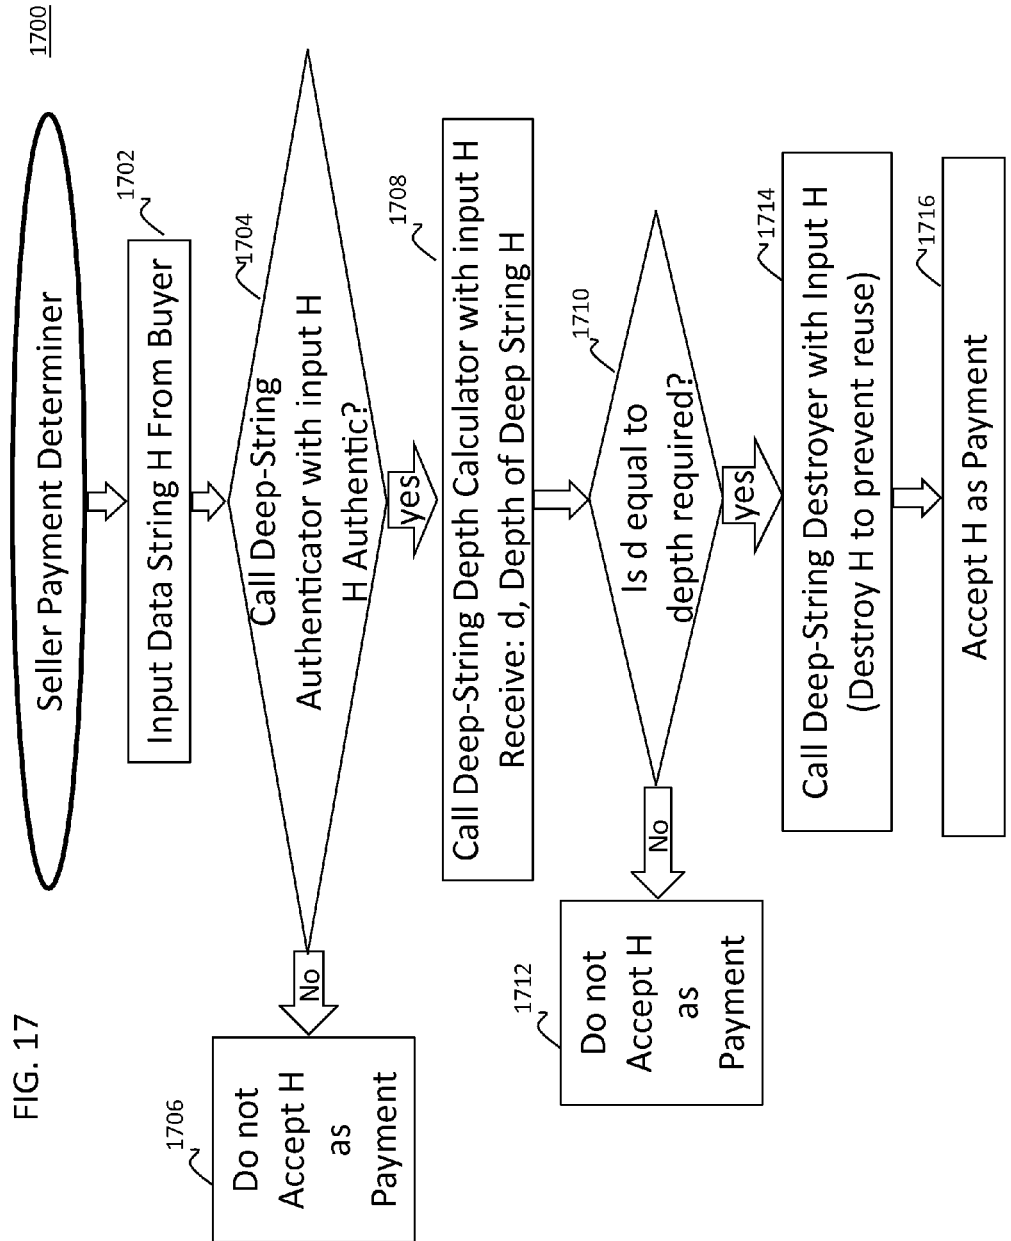 FIG. 17
1700
Seller Payment Determiner
1702
Input Data String H From Buyer
1704
Call Deep-String
Authenticator with input H
H Authentic?
No
1706
Do not
Accept H
as
Payment
yes
1708
Call Deep-String Depth Calculator with input H
Receive: d, Depth of Deep String H
1710
Is d equal to
depth required?
No
1712
Do not
Accept H
as
Payment
yes
1714
Call Deep-String Destroyer with Input H
(Destroy H to prevent reuse)
1716
Accept H as Payment